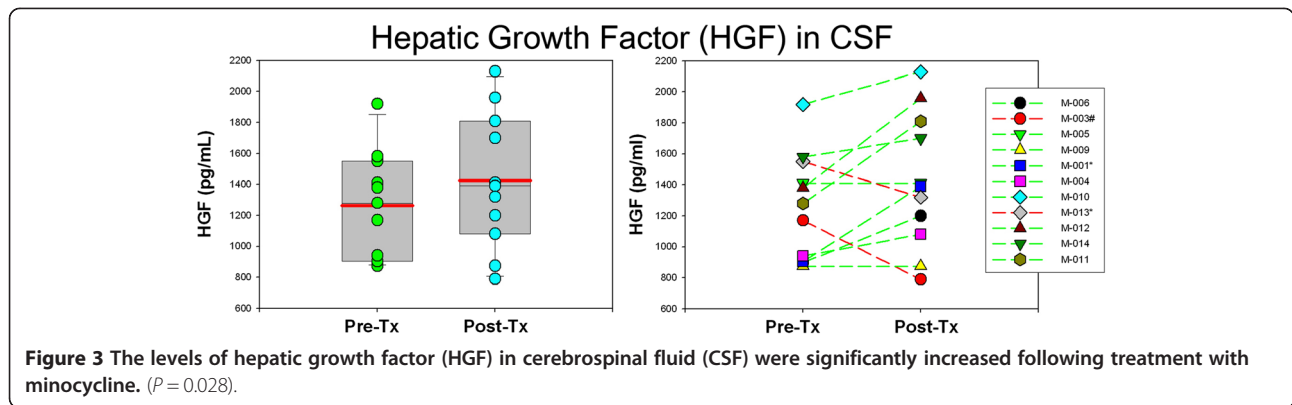 Hepatic Growth Factor (HGF) in CSF
HGF (pg/mL)
2200
2000
1800
1600
1400
1200
1000
800
600
Pre-Tx
Post-Tx
HGF (pg/ml)
2200
2000
1800
1600
1400
1200
1000
800
600
Pre-Tx
Post-Tx
M-006
M-003#
M-005
M-009
M-001*
M-004
M-010
M-013*
M-012
M-014
M-011
Figure 3 The levels of hepatic growth factor (HGF) in cerebrospinal fluid (CSF) were significantly increased following treatment with
minocycline. (P = 0.028).